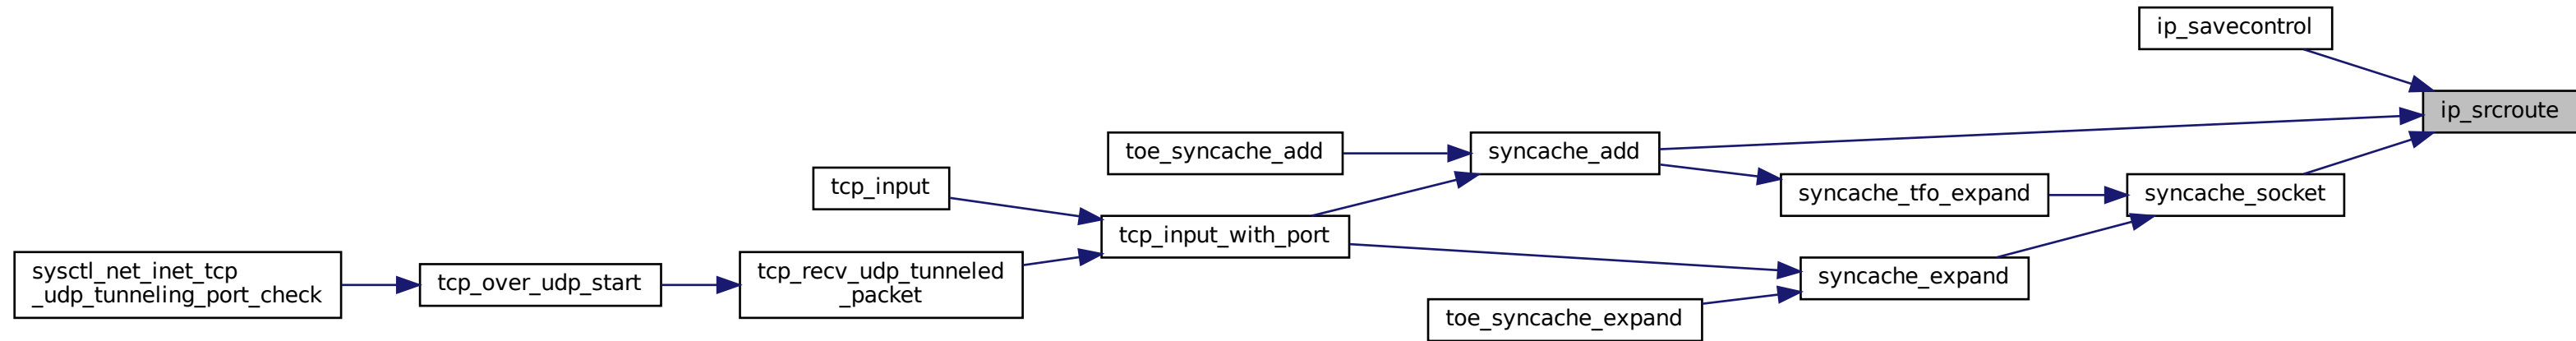 ip_savecontrol
ip_srcroute
toe_syncache_add
syncache_add
tcp_input
syncache_tfo_expand
syncache_socket
tcp_input_with_port
sysctl_net_inet_tcp
_udp_tunneling_port_check
tcp_over_udp_start
tcp_recv_udp_tunneled
_packet
syncache_expand
toe_syncache_expand